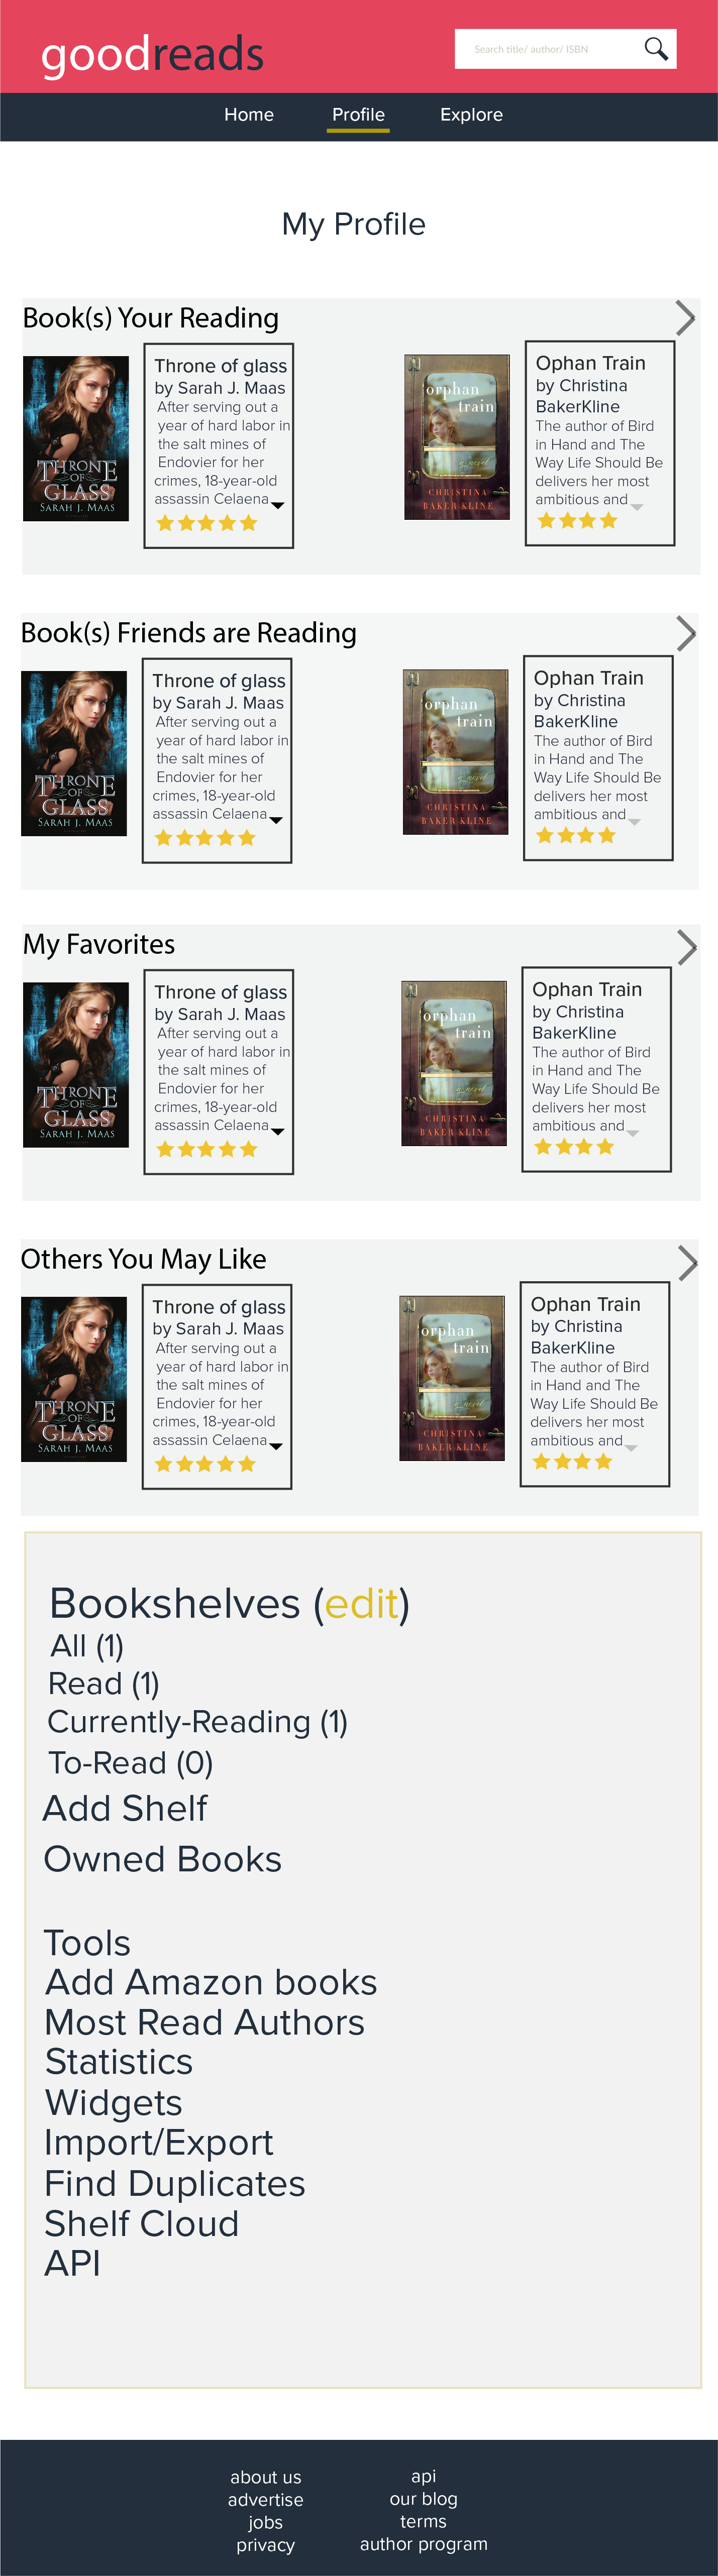 goodreads
Search title/ author/ ISBN
Home Profile Explore
My Profile
Book(s) Your Reading
THRONE
OF
GLASS
SARAH J. MAAS
Throne of glass
by Sarah J. Maas
After serving out a
year of hard labor in
the salt mines of
Endovier for her
crimes, 18-year-old
assassin Celaena
orphan
train
a novel
CHRISTINA
BAKER KLINE
Ophan Train
by Christina
BakerKline
The author of Bird
in Hand and The
Way Life Should Be
delivers her most
ambitious and
Book(s) Friends are Reading
THRONE
OF
GLASS
SARAH J. MAAS
Throne of glass
by Sarah J. Maas
After serving out a
year of hard labor in
the salt mines of
Endovier for her
crimes, 18-year-old
assassin Celaena
orphan
train
a novel
CHRISTINA
BAKER KLINE
Ophan Train
by Christina
BakerKline
The author of Bird
in Hand and The
Way Life Should Be
delivers her most
ambitious and
My Favorites
THRONE
OF
GLASS
SARAH J. MAAS
Throne of glass
by Sarah J. Maas
After serving out a
year of hard labor in
the salt mines of
Endovier for her
crimes, 18-year-old
assassin Celaena
orphan
train
a novel
CHRISTINA
BAKER KLINE
Ophan Train
by Christina
BakerKline
The author of Bird
in Hand and The
Way Life Should Be
delivers her most
ambitious and
Others You May Like
THRONE
OF
GLASS
SARAH J. MAAS
Throne of glass
by Sarah J. Maas
After serving out a
year of hard labor in
the salt mines of
Endovier for her
crimes, 18-year-old
assassin Celaena
orphan
train
a novel
CHRISTINA
BAKER KLINE
Ophan Train
by Christina
BakerKline
The author of Bird
in Hand and The
Way Life Should Be
delivers her most
ambitious and
Bookshelves (edit)
All (1)
Read (1)
Currently-Reading (1)
To-Read (0)
Add Shelf
Owned Books
Tools
Add Amazon books
Most Read Authors
Statistics
Widgets
Import/Export
Find Duplicates
Shelf Cloud
API
about us
advertise
jobs
privacy
api
our blog
terms
author program